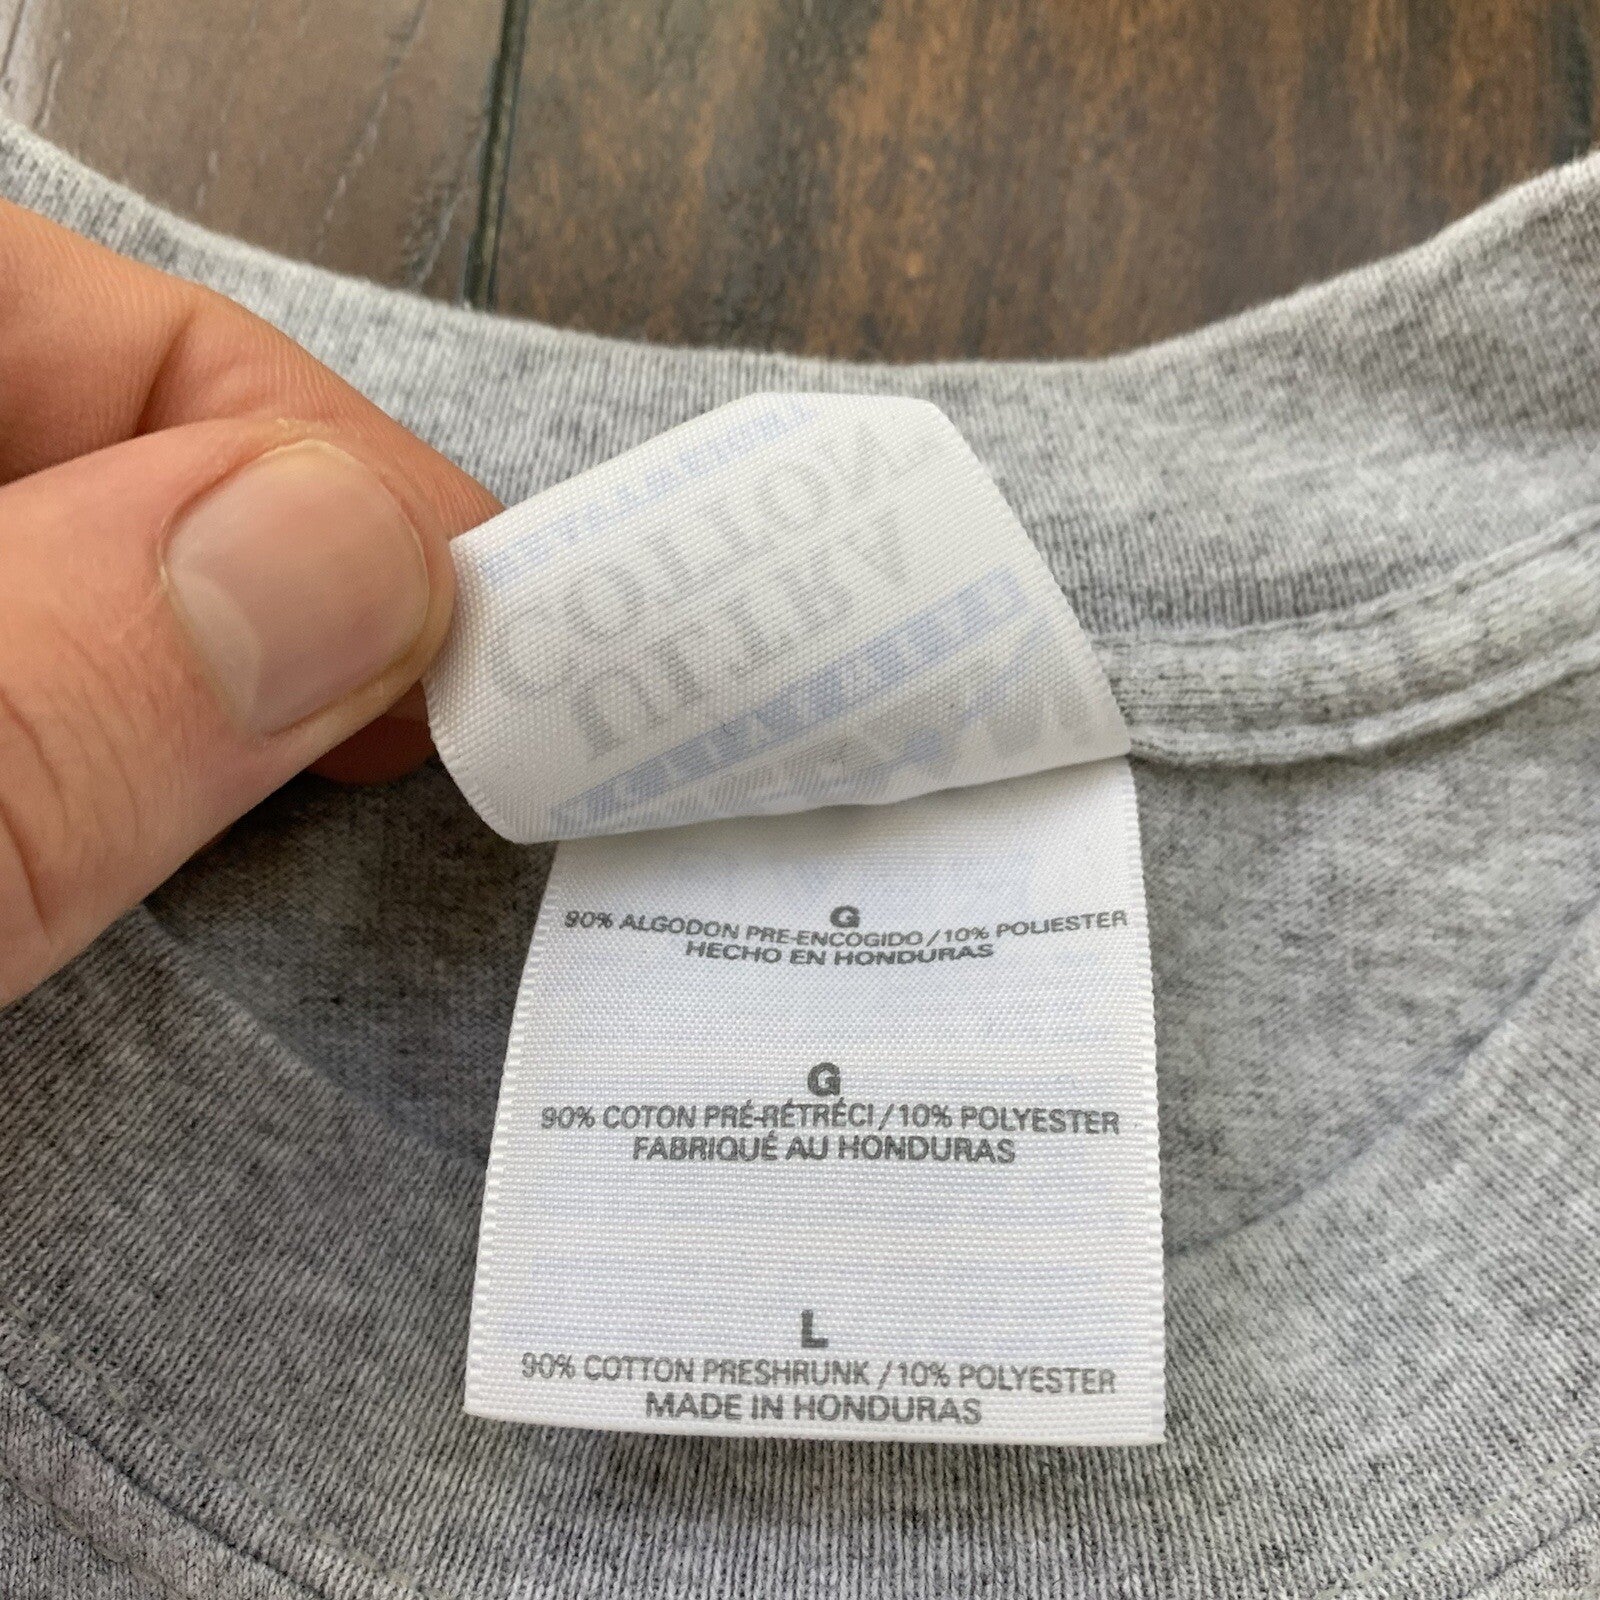 G
90% ALGODON PRE-ENCOGIDO / 10% POLIESTER
HECHO EN HONDURAS
G
90% COTON PRÉ-RÉTRÉCI / 10% POLYESTER
FABRIQUÉ AU HONDURAS
L
90% COTTON PRESHRUNK / 10% POLYESTER
MADE IN HONDURAS